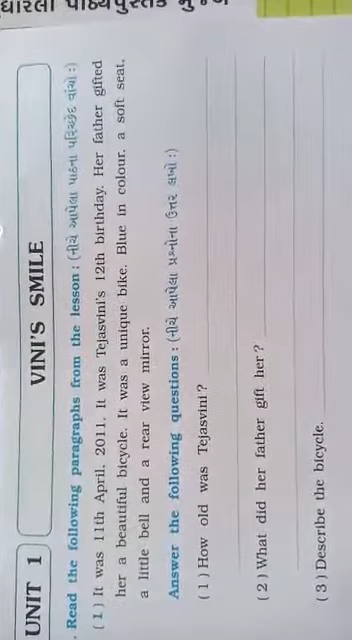 ધારેલા પાઠ્યપુસ્તક મુજબ
UNIT 1 VINI'S SMILE
. Read the following paragraphs from the lesson : (નીચે આપેલા પાઠના પરિચ્છેદ વાંચો :)
( 1 ) It was 11th April, 2011. It was Tejasvini's 12th birthday. Her father gifted
her a beautiful bicycle. It was a unique bike. Blue in colour, a soft seat,
a little bell and a rear view mirror.
Answer the following questions : (નીચે આપેલા પ્રશ્નોના ઉત્તર લખો :)
( 1 ) How old was Tejasvini ?
( 2 ) What did her father gift her ?
( 3 ) Describe the bicycle.